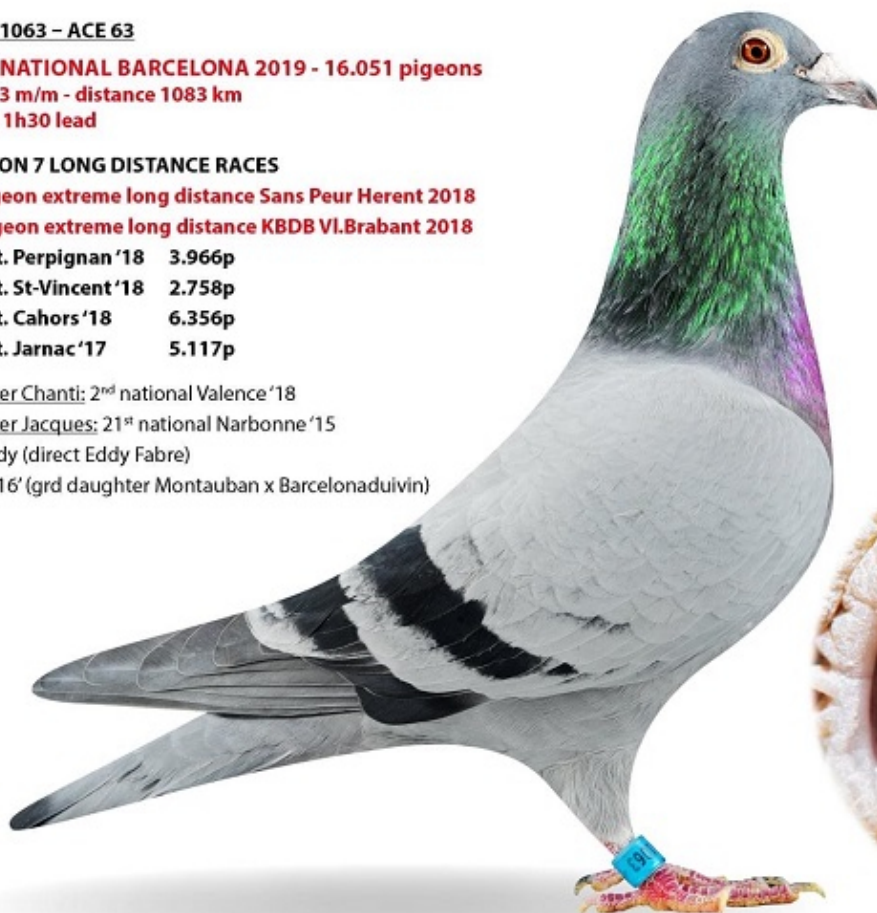 1063 – ACE 63
NATIONAL BARCELONA 2019 - 16.051 pigeons
3 m/m - distance 1083 km
1h30 lead
ON 7 LONG DISTANCE RACES
geon extreme long distance Sans Peur Herent 2018
geon extreme long distance KBDB Vl.Brabant 2018
t. Perpignan ‘18 3.966p
t. St-Vincent ‘18 2.758p
t. Cahors ‘18 6.356p
t. Jarnac ‘17 5.117p
er Chanti: 2nd national Valence ‘18
er Jacques: 21st national Narbonne ‘15
dy (direct Eddy Fabre)
16’ (grd daughter Montauban x Barcelonaduivin)